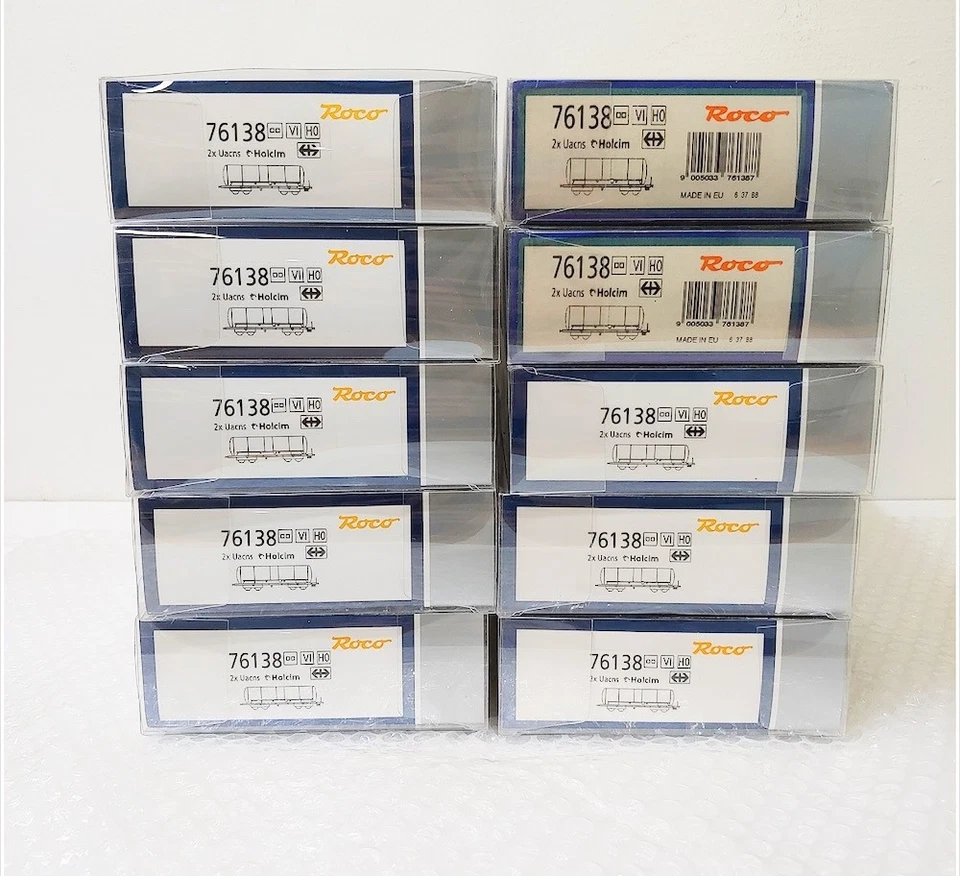 Roco
76138 VI H0
2x Uacns Holcim
Roco
76138 VI H0
2x Uacns Holcim
Roco
76138 VI H0
2x Uacns Holcim
Roco
76138 VI H0
2x Uacns Holcim
Roco
76138 VI H0
2x Uacns Holcim
76138 VI H0 Roco
2x Uacns Holcim
9 005033 761387
MADE IN EU 6 37 88
76138 VI H0 Roco
2x Uacns Holcim
9 005033 761387
MADE IN EU 6 37 88
Roco
76138 VI H0
2x Uacns Holcim
Roco
76138 VI H0
2x Uacns Holcim
Roco
76138 VI H0
Uacns Holcim